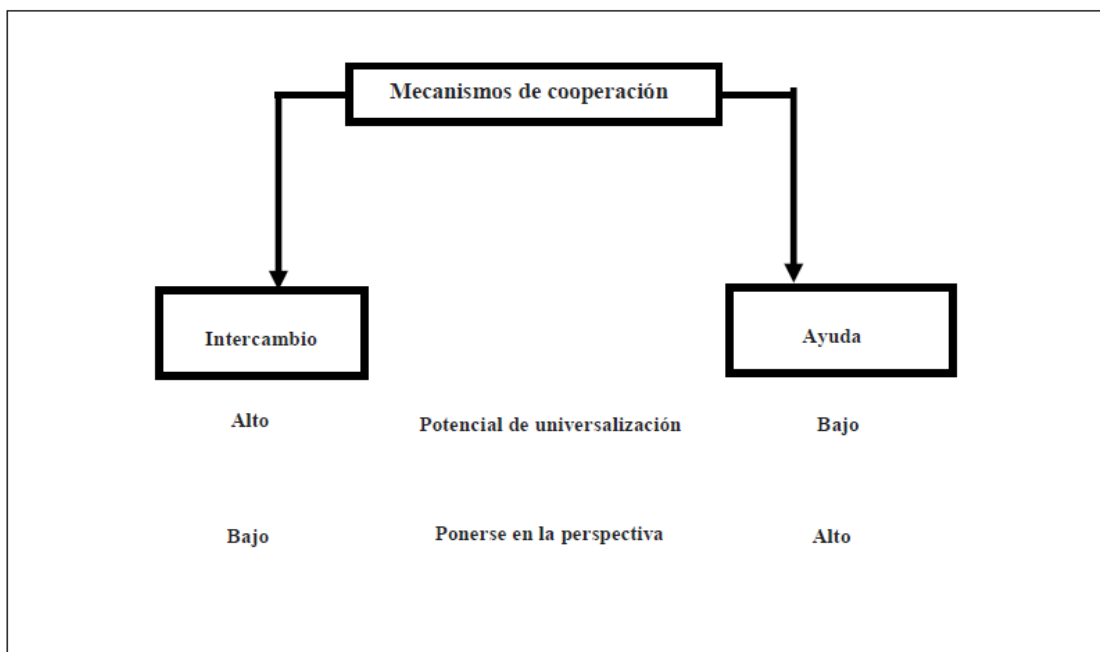 Mecanismos de cooperación
Intercambio
Ayuda
Alto
Potencial de universalización
Bajo
Bajo
Ponerse en la perspectiva
Alto